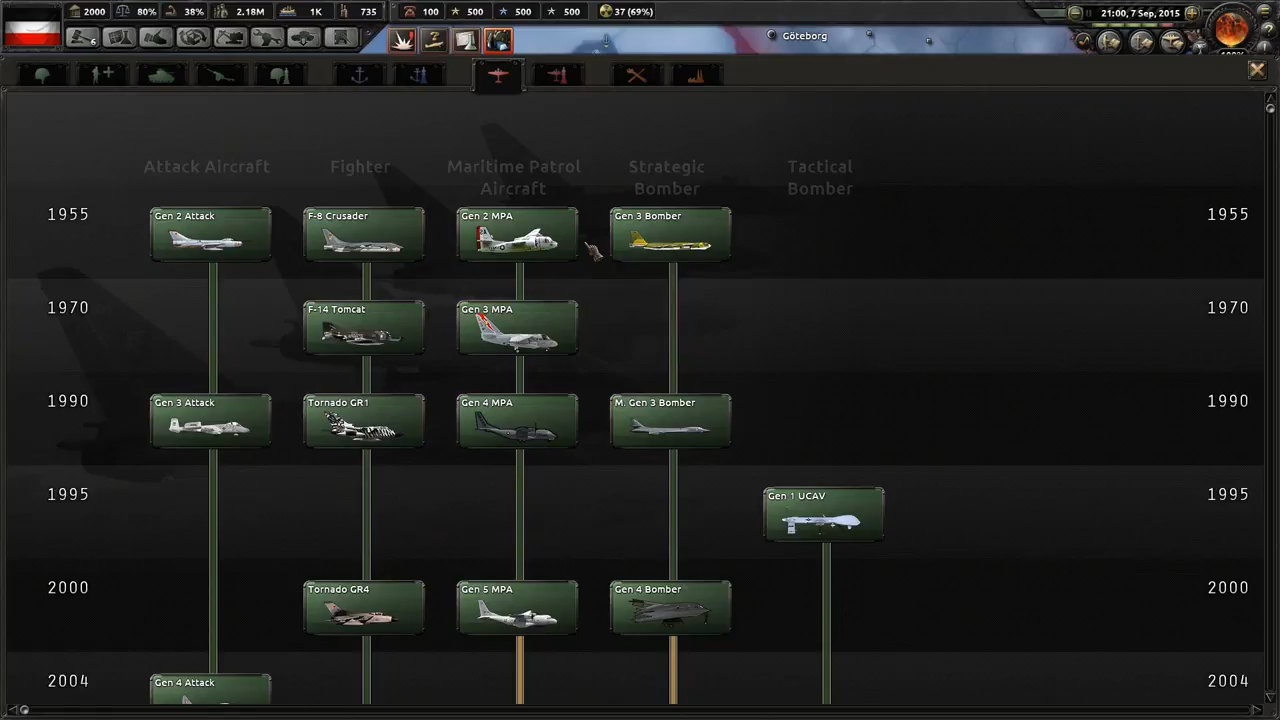 2000 80% 38% 2.18M 1K 735 100 500 500 500 37 (69%) 21:00, 7 Sep, 2015
6
Göteborg
100%
Attack Aircraft Fighter Maritime Patrol Aircraft Strategic Bomber Tactical Bomber
1955 Gen 2 Attack F-8 Crusader Gen 2 MPA Gen 3 Bomber 1955
1970 F-14 Tomcat Gen 3 MPA 1970
1990 Gen 3 Attack Tornado GR1 Gen 4 MPA M. Gen 3 Bomber 1990
1995 Gen 1 UCAV 1995
2000 Tornado GR4 Gen 5 MPA Gen 4 Bomber 2000
2004 Gen 4 Attack 2004